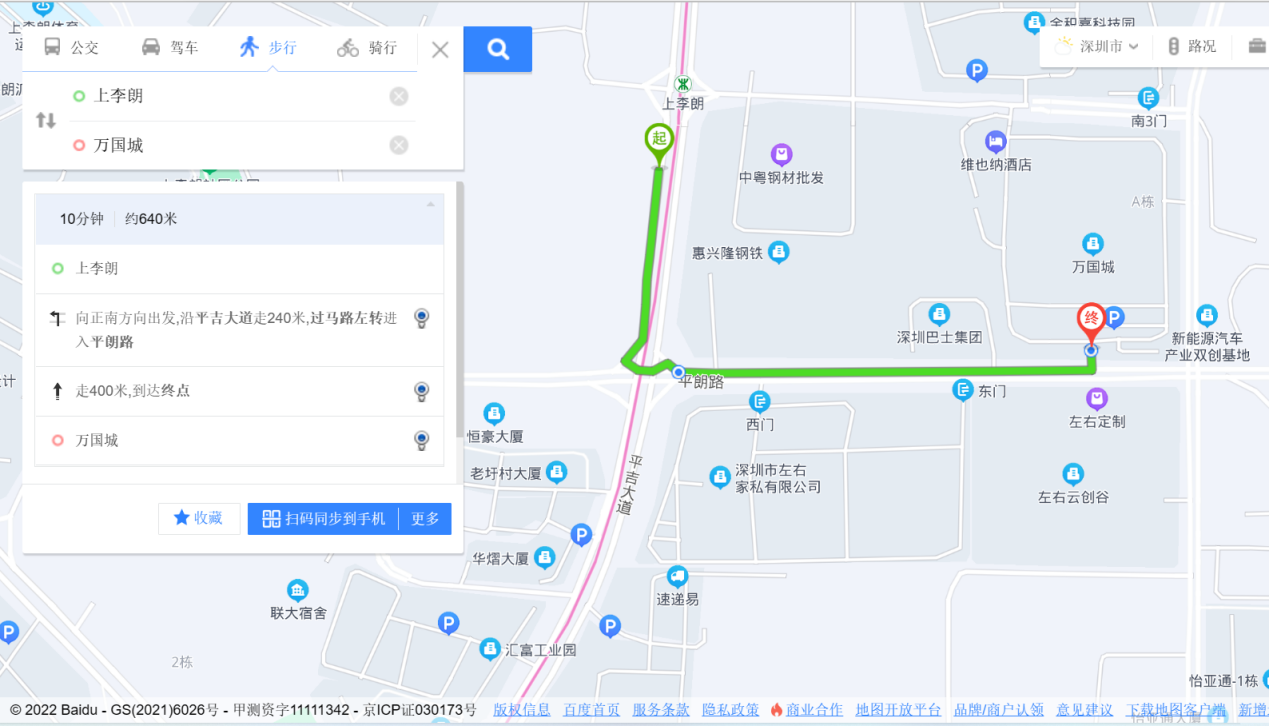 上李朗体育
公交
驾车
步行
骑行
上李朗
万国城
10分钟
约640米
上李朗
向正南方向出发,沿平吉大道走240米,过马路左转进
入平朗路
走400米,到达终点
万国城
收藏
扫码同步到手机
更多
金积嘉科技园
深圳市
路况
P
南3门
上李朗
起
中粤钢材批发
维也纳酒店
A栋
惠兴隆钢铁
万国城
深圳巴士集团
终
P
新能源汽车
产业双创基地
平朗路
东门
西门
左右定制
恒豪大厦
老圩村大厦
平吉大道
深圳市左右
家私有限公司
左右云创谷
P
华熠大厦
速递易
联大宿舍
P
P
P
汇富工业园
2栋
怡亚通-1栋
© 2022 Baidu - GS(2021)6026号 - 甲测资字11111342 - 京ICP证030173号
版权信息
百度首页
服务条款
隐私政策
商业合作
地图开放平台
品牌/商户认领
意见建议
下载地图客户端
新增